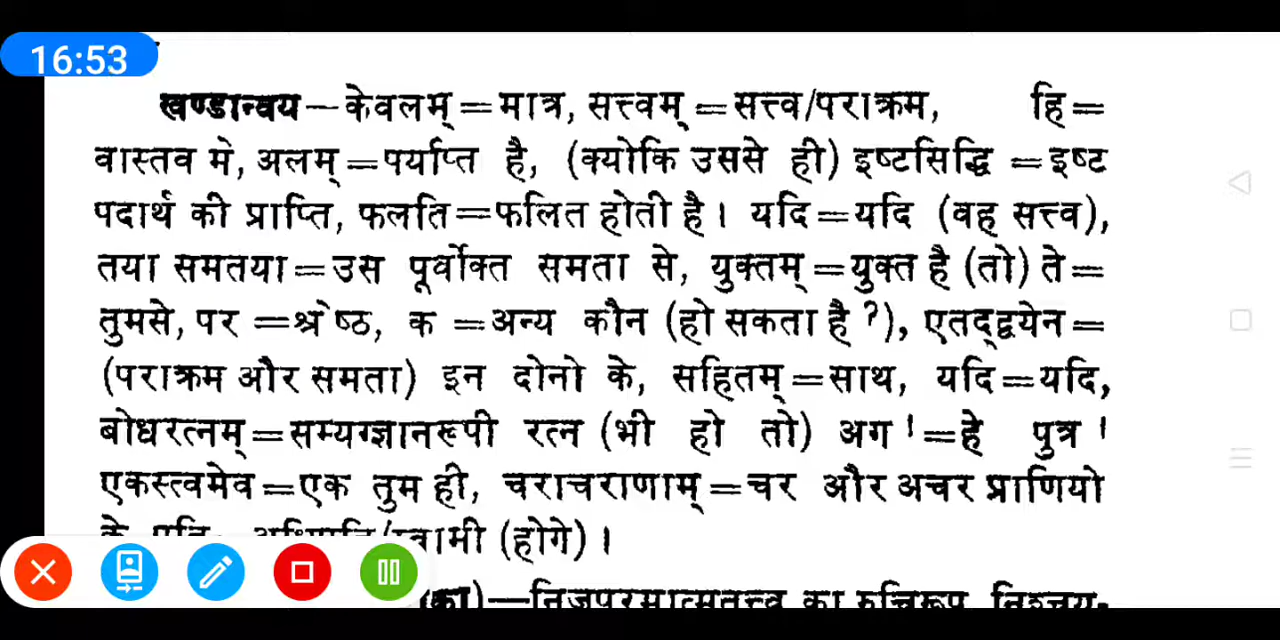 16:53
खण्डान्वय – केवलम् = मात्र, सत्त्वम् = सत्त्व/पराक्रम, हि =
वास्तव मे, अलम् = पर्याप्त है, (क्योकि उससे ही) इष्टसिद्धि = इष्ट
पदार्थ की प्राप्ति, फलति = फलित होती है। यदि = यदि (वह सत्त्व),
तया समतया = उस पूर्वोक्त समता से, युक्तम् = युक्त है (तो) ते =
तुमसे, पर = श्रेष्ठ, क = अन्य कौन (हो सकता है ?), एतद्द्वयेन =
(पराक्रम और समता) इन दोनो के, सहितम् = साथ, यदि = यदि,
बोधरत्नम् = सम्यग्ज्ञानरूपी रत्न (भी हो तो) अग ! = हे पुत्र !
एकस्त्वमेव = एक तुम ही, चराचराणाम् = चर और अचर प्राणियो
(होगे)।
–निजपरमात्मतत्त्व का रुचिरूप निश्चय-